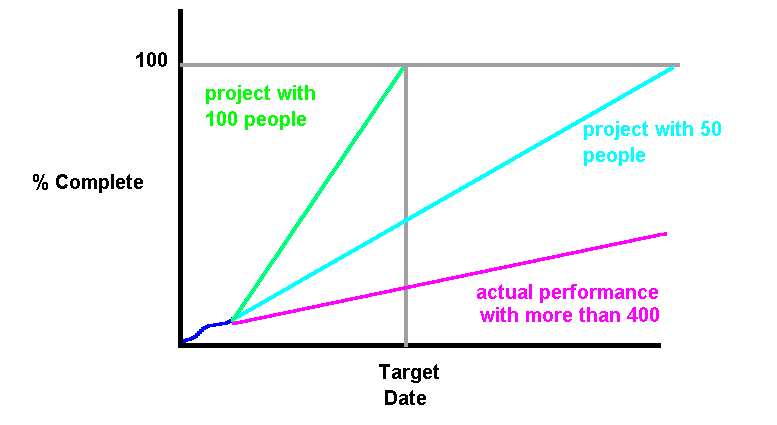 100
project with
100 people
project with 50
people
% Complete
actual performance
with more than 400
Target
Date